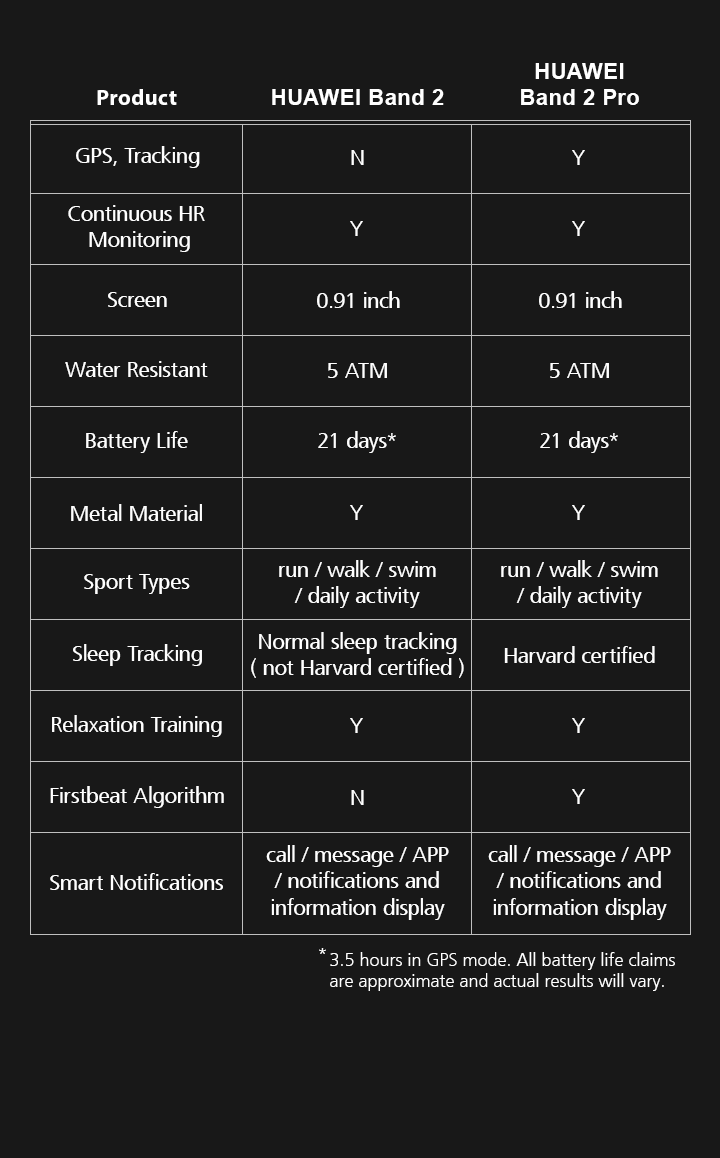 Product
HUAWEI Band 2
HUAWEI
Band 2 Pro
GPS, Tracking
N
Y
Continuous HR
Monitoring
Y
Y
Screen
0.91 inch
0.91 inch
Water Resistant
5 ATM
5 ATM
Battery Life
21 days*
21 days*
Metal Material
Y
Y
Sport Types
run / walk / swim
/ daily activity
run / walk / swim
/ daily activity
Sleep Tracking
Normal sleep tracking
( not Harvard certified )
Harvard certified
Relaxation Training
Y
Y
Firstbeat Algorithm
N
Y
Smart Notifications
call / message / APP
/ notifications and
information display
call / message / APP
/ notifications and
information display
* 3.5 hours in GPS mode. All battery life claims
are approximate and actual results will vary.